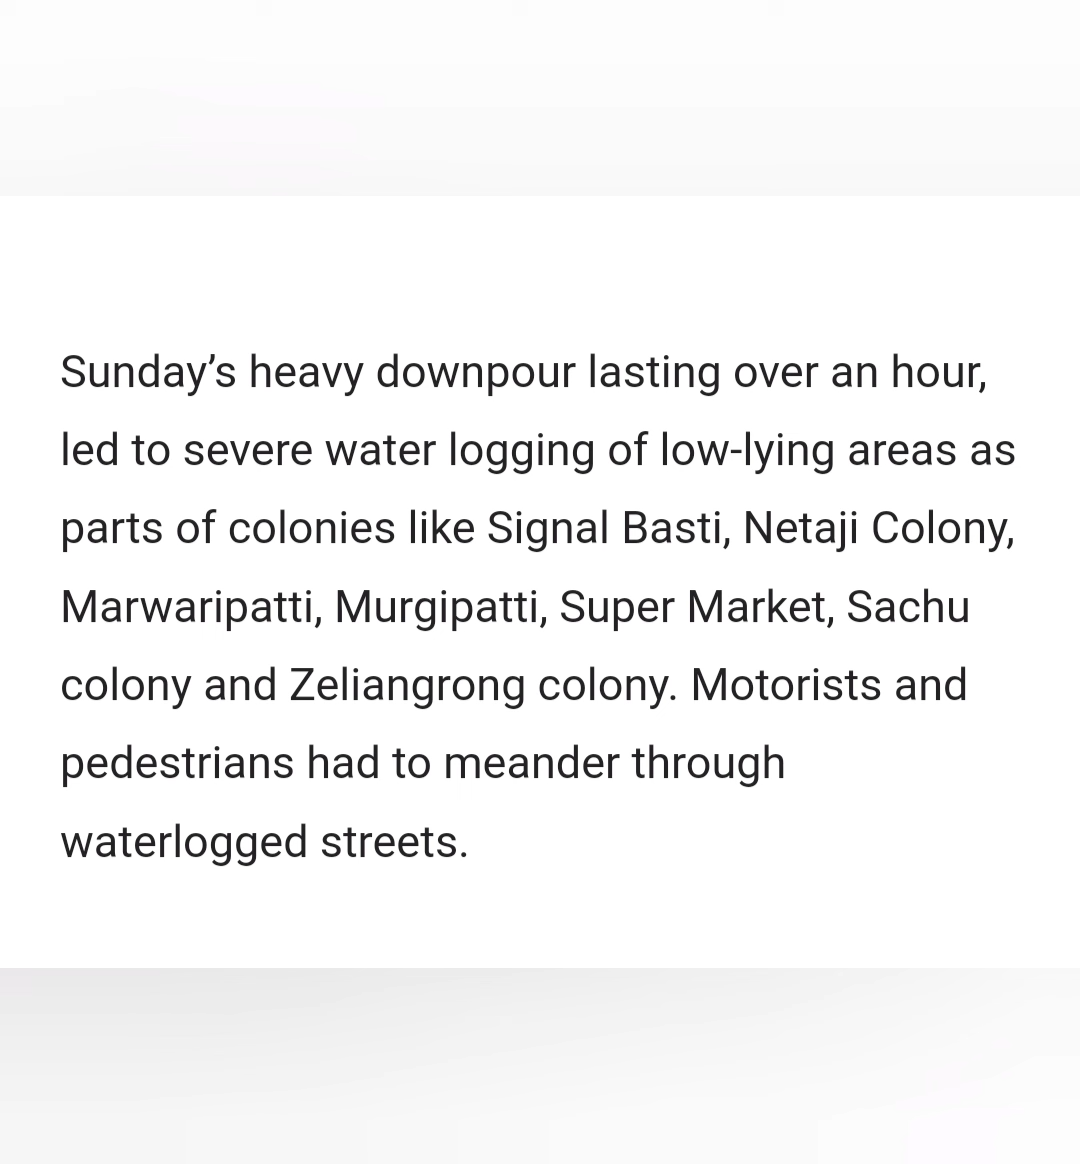 Sunday’s heavy downpour lasting over an hour,
led to severe water logging of low-lying areas as
parts of colonies like Signal Basti, Netaji Colony,
Marwaripatti, Murgipatti, Super Market, Sachu
colony and Zeliangrong colony. Motorists and
pedestrians had to meander through
waterlogged streets.